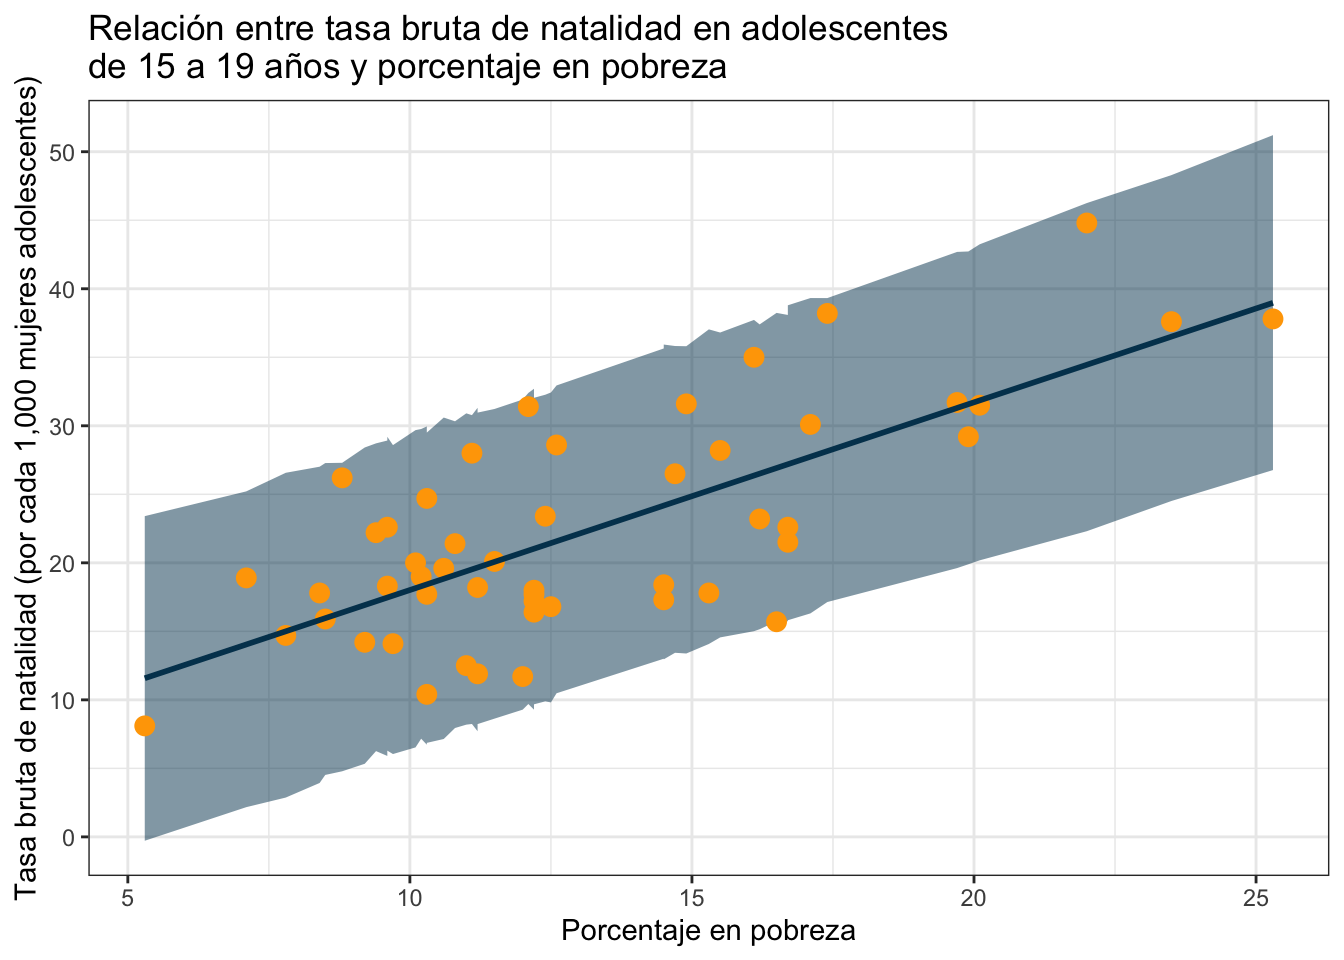 Relación entre tasa bruta de natalidad en adolescentes
de 15 a 19 años y porcentaje en pobreza
Tasa bruta de natalidad (por cada 1,000 mujeres adolescentes)
50
40
30
20
10
0
5
10
15
20
25
Porcentaje en pobreza